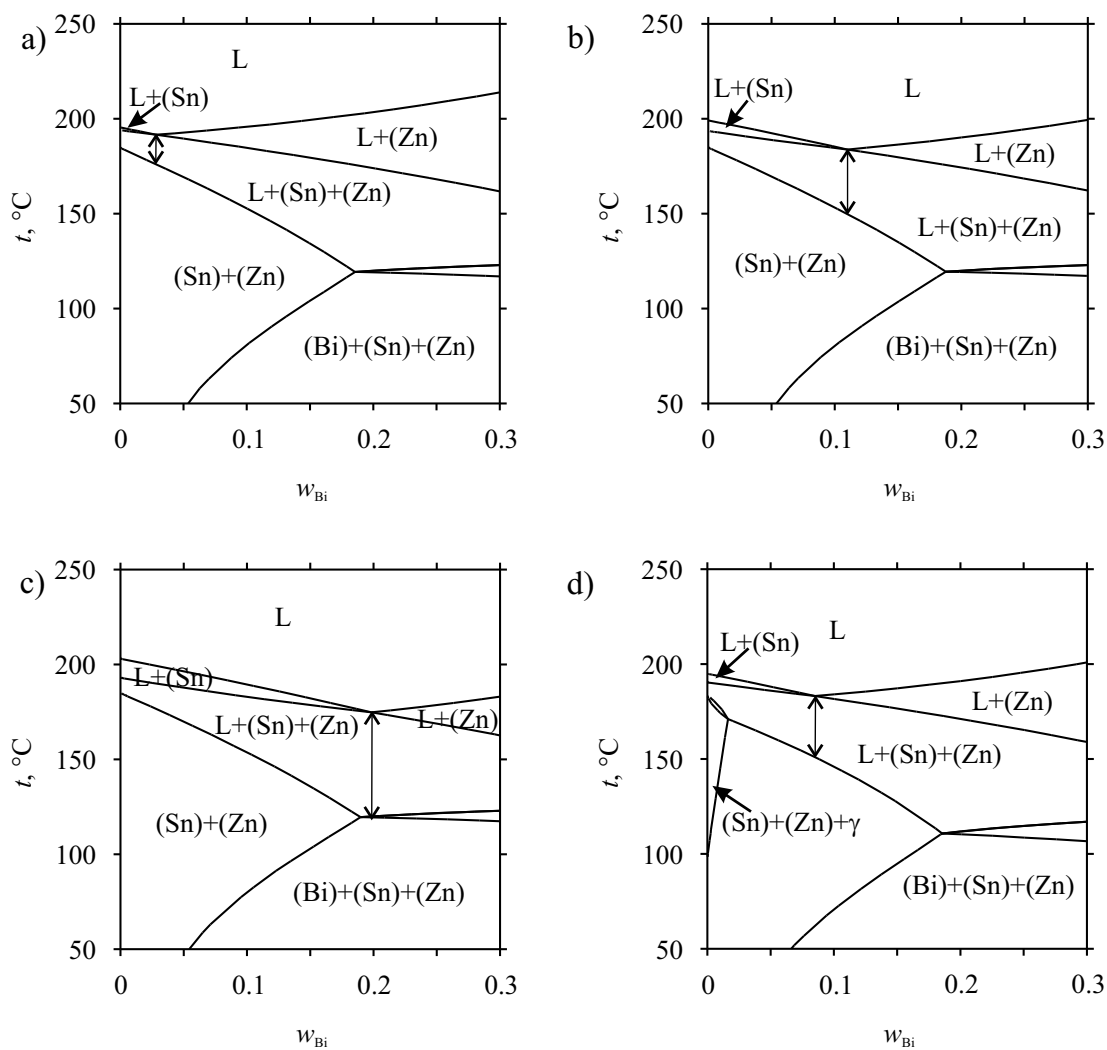 a)
250
200
150
100
50
t, °C
L
L+(Sn)
L+(Zn)
L+(Sn)+(Zn)
(Sn)+(Zn)
(Bi)+(Sn)+(Zn)
0
0.1
0.2
0.3
wBi
b)
250
200
150
100
50
t, °C
L
L+(Sn)
L+(Zn)
L+(Sn)+(Zn)
(Sn)+(Zn)
(Bi)+(Sn)+(Zn)
0
0.1
0.2
0.3
wBi
c)
250
200
150
100
50
t, °C
L
L+(Sn)
L+(Sn)+(Zn)
L+(Zn)
(Sn)+(Zn)
(Bi)+(Sn)+(Zn)
0
0.1
0.2
0.3
wBi
d)
250
200
150
100
50
t, °C
L
L+(Sn)
L+(Zn)
L+(Sn)+(Zn)
(Sn)+(Zn)+γ
(Bi)+(Sn)+(Zn)
0
0.1
0.2
0.3
wBi